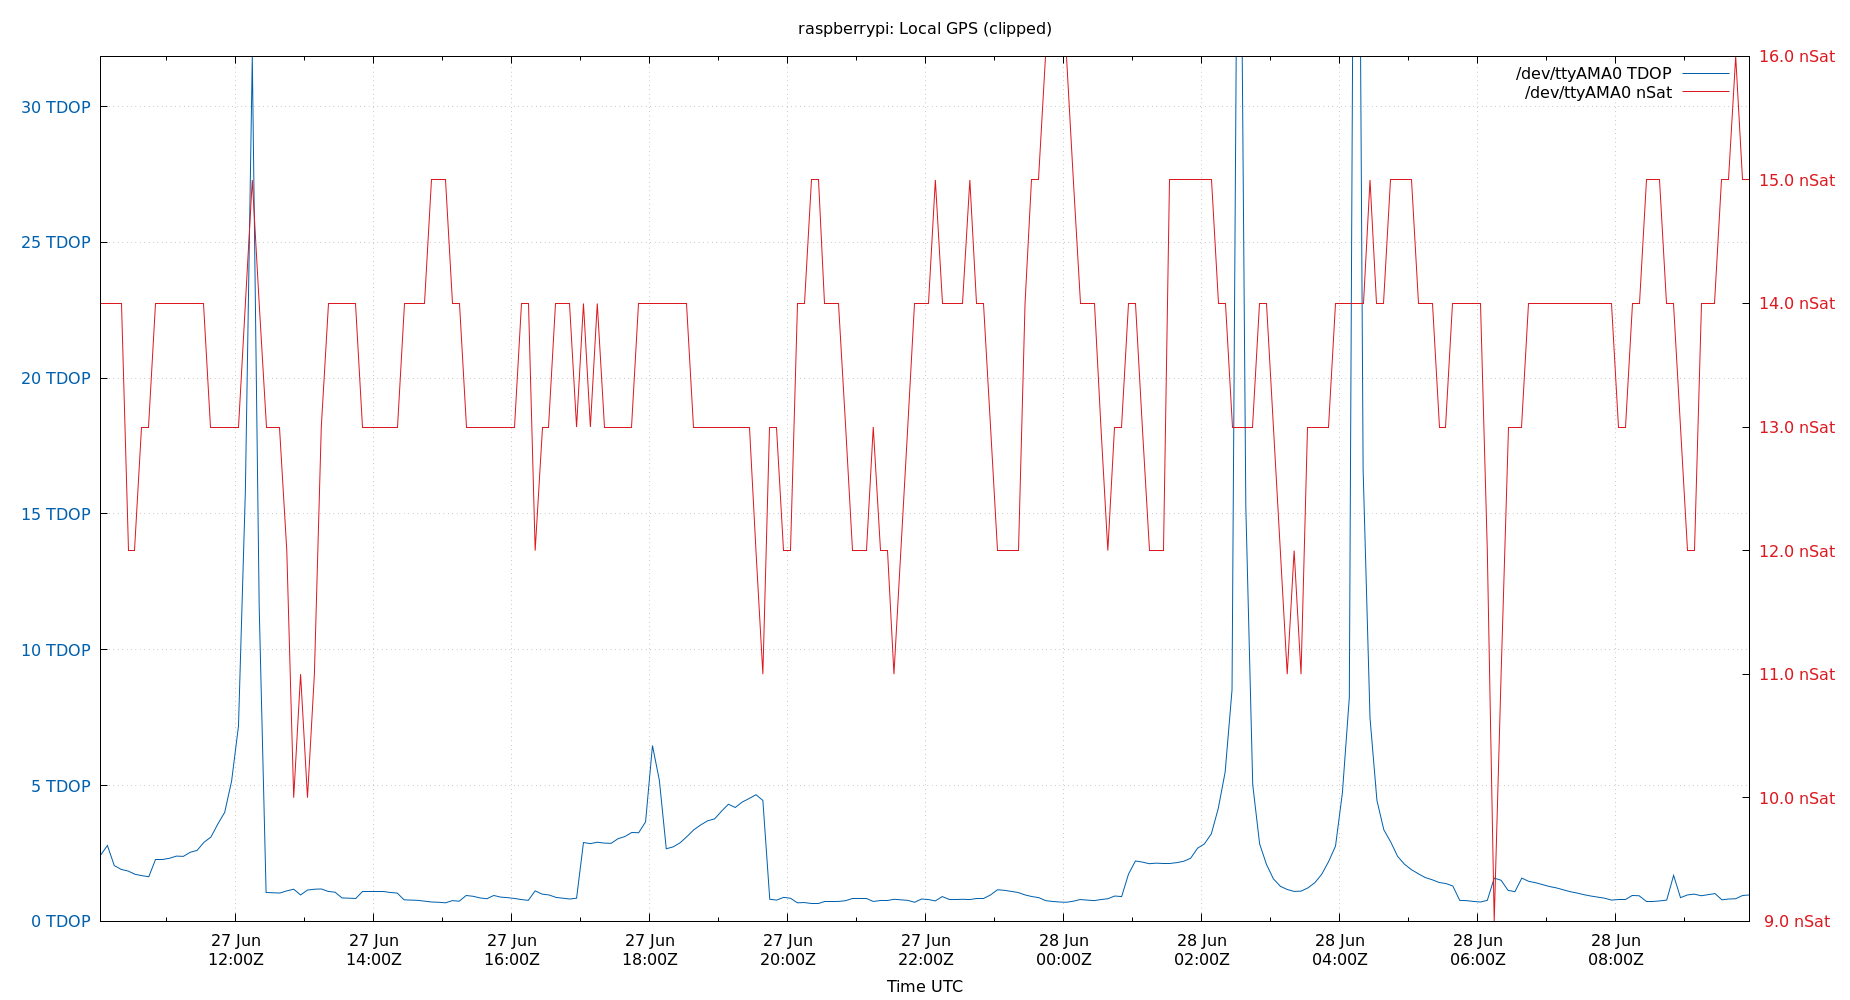 raspberrypi: Local GPS (clipped)
/dev/ttyAMA0 TDOP
/dev/ttyAMA0 nSat
30 TDOP
25 TDOP
20 TDOP
15 TDOP
10 TDOP
5 TDOP
0 TDOP
16.0 nSat
15.0 nSat
14.0 nSat
13.0 nSat
12.0 nSat
11.0 nSat
10.0 nSat
9.0 nSat
27 Jun
12:00Z
27 Jun
14:00Z
27 Jun
16:00Z
27 Jun
18:00Z
27 Jun
20:00Z
27 Jun
22:00Z
28 Jun
00:00Z
28 Jun
02:00Z
28 Jun
04:00Z
28 Jun
06:00Z
28 Jun
08:00Z
Time UTC